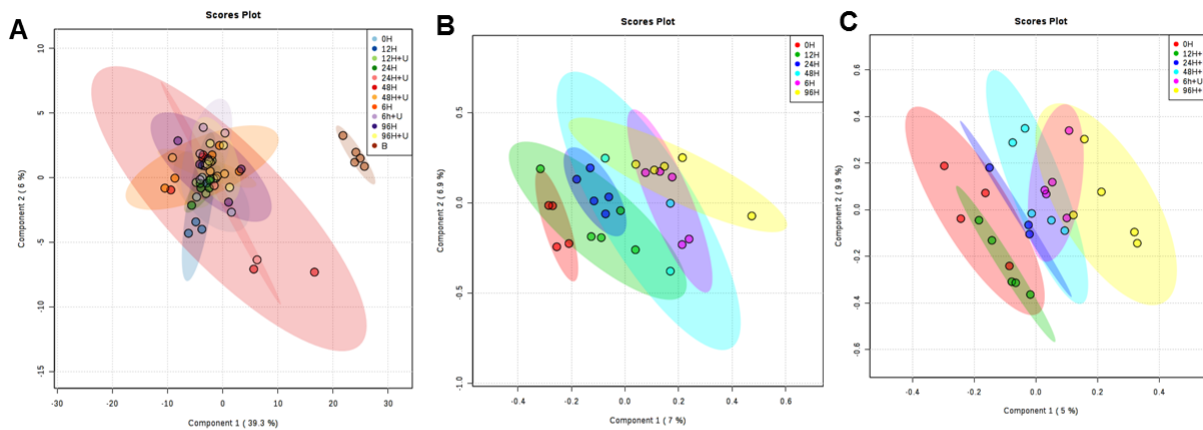 A
Scores Plot
0H
12H
12H+U
24H
24H+U
48H
48H+U
6H
6h+U
96H
96H+U
Component 2 ( 6 %)
10
5
0
-5
-10
-15
-30
-20
-10
0
10
20
30
Component 1 ( 39.3 %)
B
Scores Plot
0H
12H
24H
48H
6H
96H
Component 2 ( 6.9 %)
0.5
0.0
-0.5
-1.0
-0.4
-0.2
0.0
0.2
0.4
0.6
Component 1 ( 7 %)
C
Scores Plot
0H
12H+
24H+
48H+
6h+U
96H+
Component 2 ( 9.9 %)
0.6
0.4
0.2
0.0
-0.2
-0.4
-0.6
-0.4
-0.2
0.0
0.2
0.4
Component 1 ( 5 %)